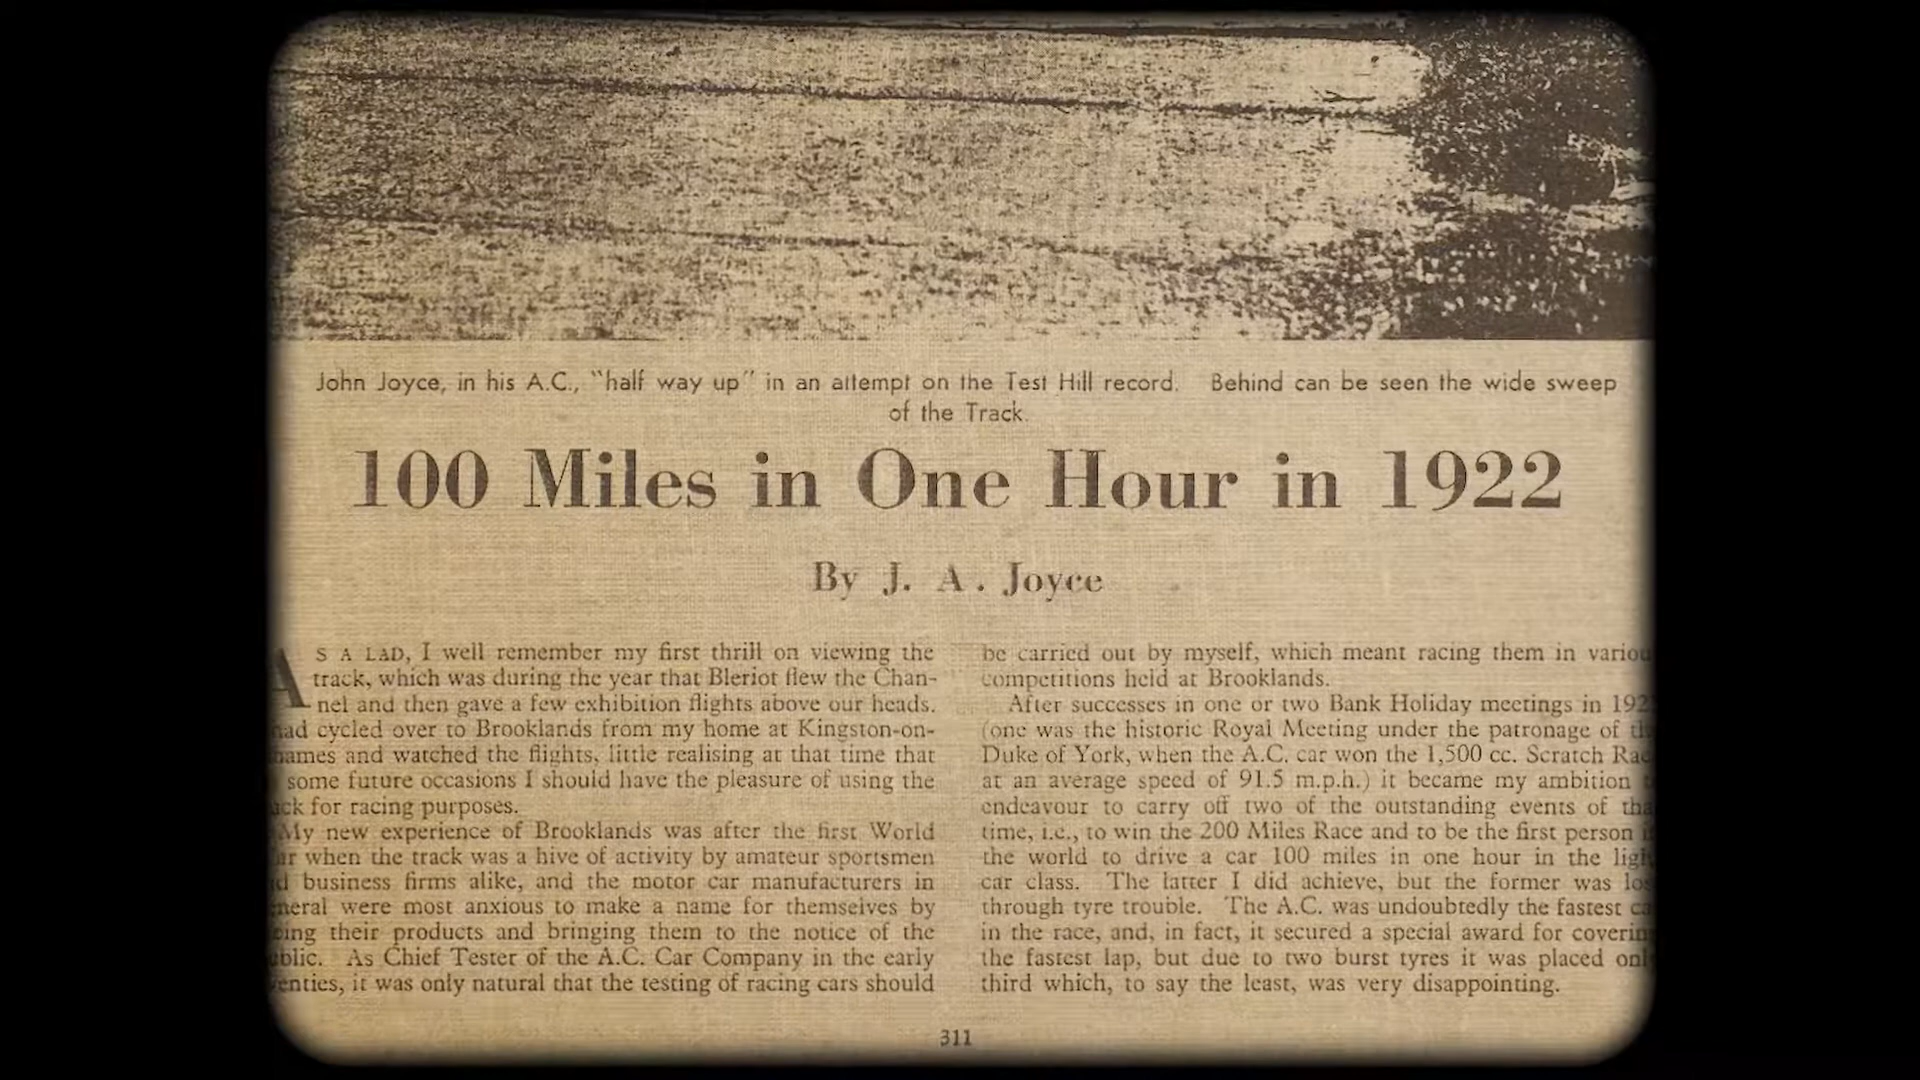 John Joyce, in his A.C., "half way up" in an attempt on the Test Hill record. Behind can be seen the wide sweep
of the Track.
100 Miles in One Hour in 1922
By J. A. Joyce
AS A LAD, I well remember my first thrill on viewing the
track, which was during the year that Bleriot flew the Chan-
nel and then gave a few exhibition flights above our heads.
had cycled over to Brooklands from my home at Kingston-on-
hames and watched the flights, little realising at that time that
some future occasions I should have the pleasure of using the
ck for racing purposes.
My new experience of Brooklands was after the first World
ar when the track was a hive of activity by amateur sportsmen
d business firms alike, and the motor car manufacturers in
neral were most anxious to make a name for themselves by
cing their products and bringing them to the notice of the
blic. As Chief Tester of the A.C. Car Company in the early
enties, it was only natural that the testing of racing cars should
be carried out by myself, which meant racing them in variou
competitions held at Brooklands.
After successes in one or two Bank Holiday meetings in 192
(one was the historic Royal Meeting under the patronage of th
Duke of York, when the A.C. car won the 1,500 cc. Scratch Rac
at an average speed of 91.5 m.p.h.) it became my ambition
endeavour to carry off two of the outstanding events of tha
time, i.e., to win the 200 Miles Race and to be the first person
the world to drive a car 100 miles in one hour in the ligh
car class. The latter I did achieve, but the former was los
through tyre trouble. The A.C. was undoubtedly the fastest ca
in the race, and, in fact, it secured a special award for coverin
the fastest lap, but due to two burst tyres it was placed onl
third which, to say the least, was very disappointing.
311